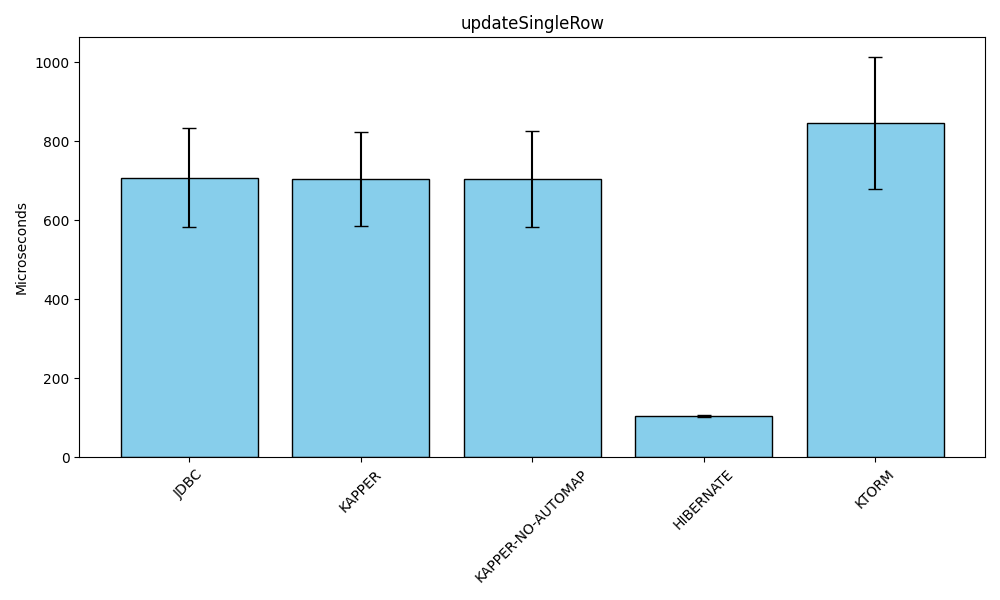 updateSingleRow
Microseconds
1000
800
600
400
200
0
JDBC
KAPPER
KAPPER-NO-AUTOMAP
HIBERNATE
KTORM